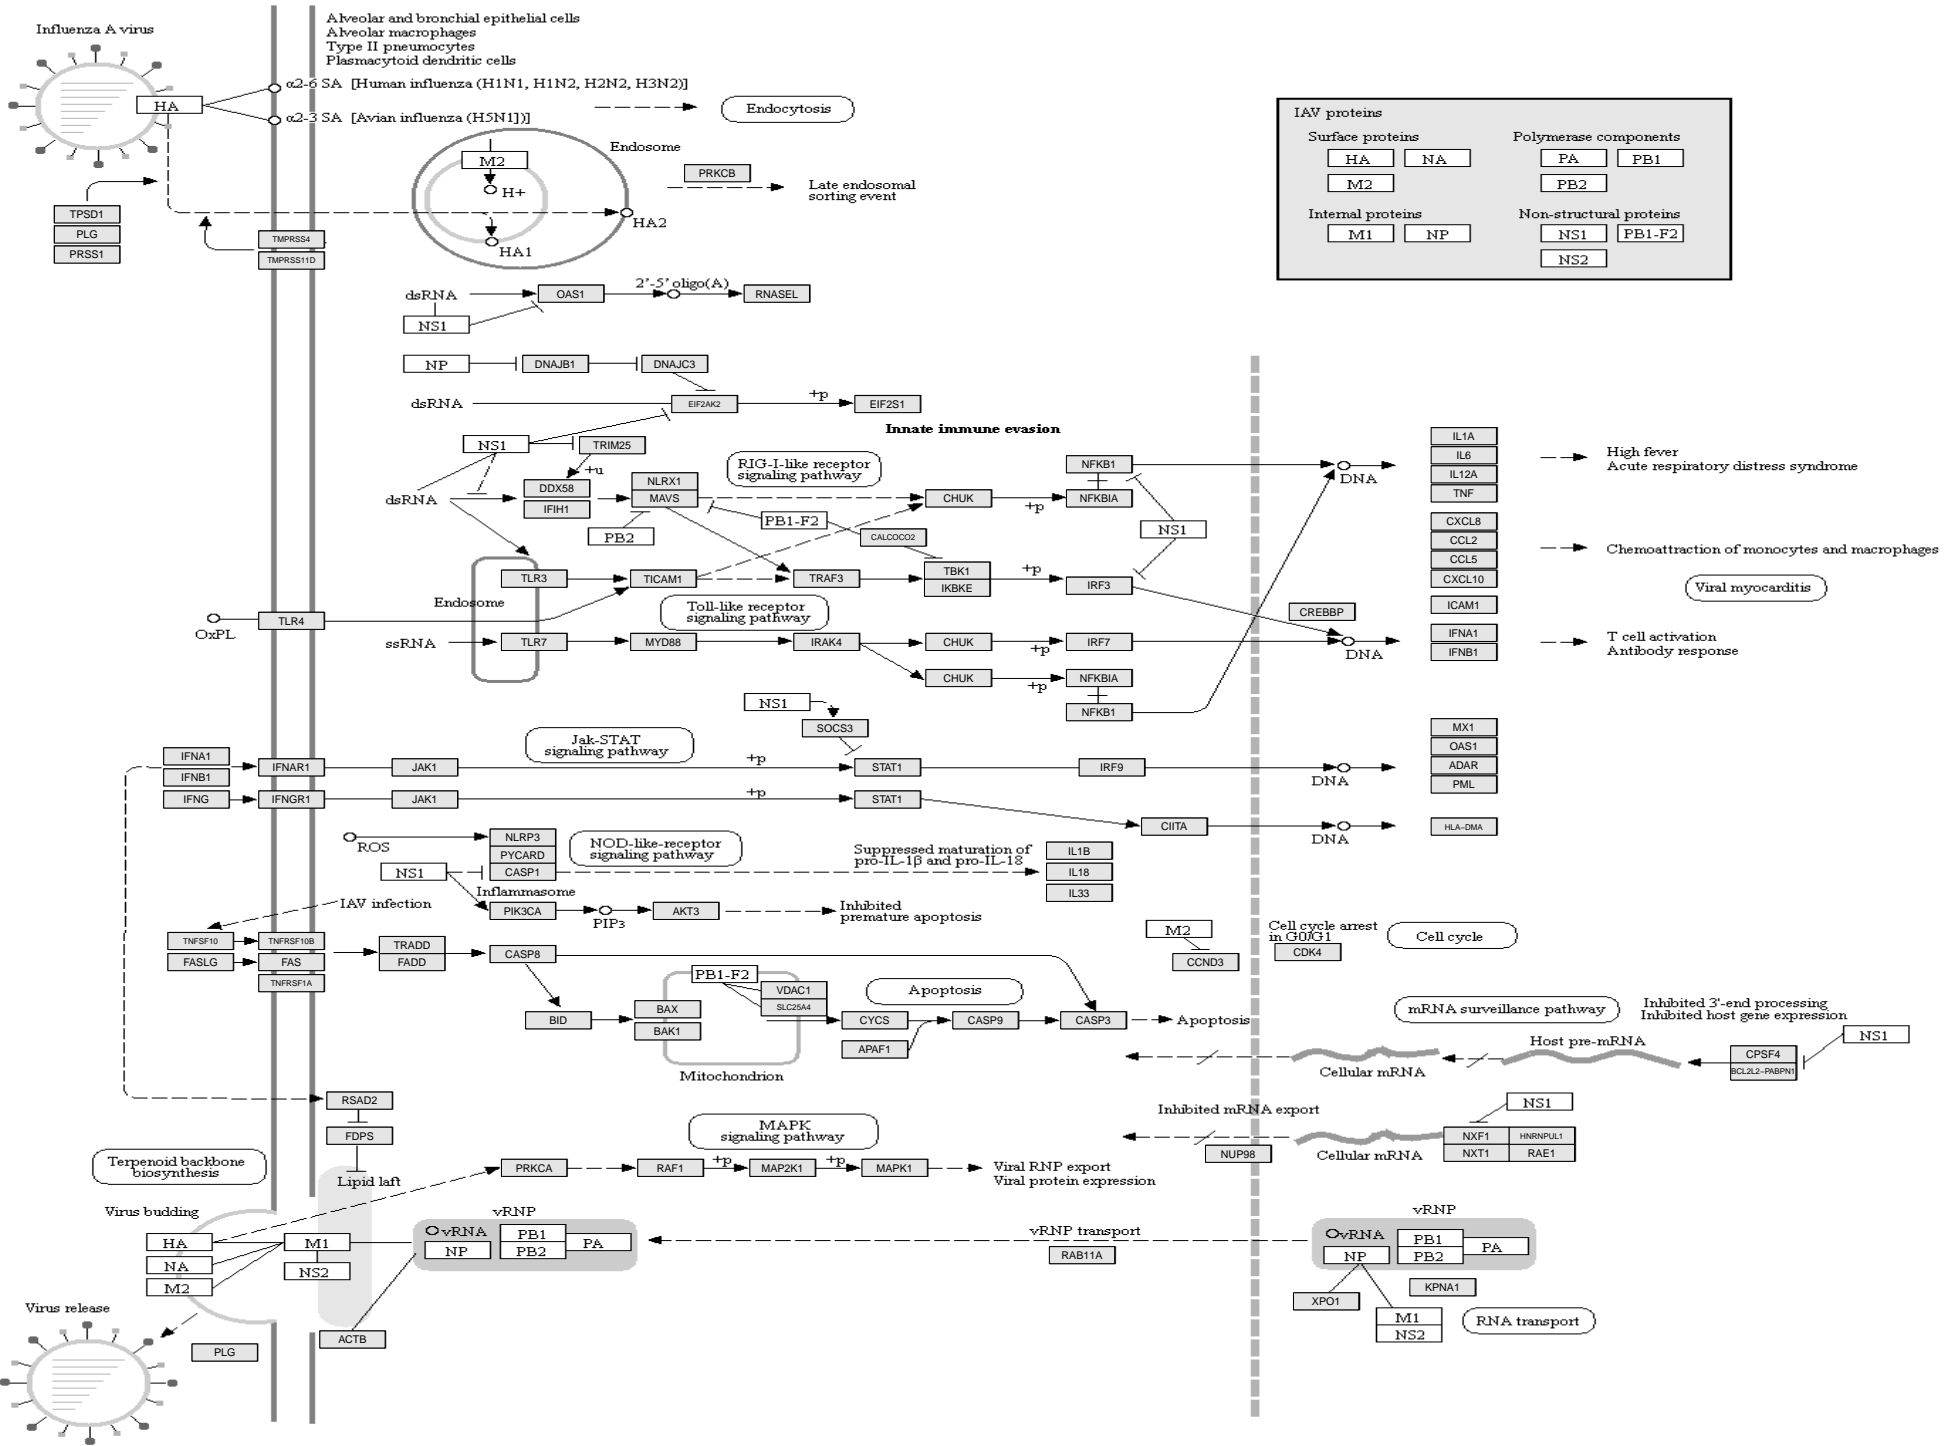 Influenza A virus
Alveolar and bronchial epithelial cells
Alveolar macrophages
Type II pneumocytes
Plasmacytoid dendritic cells
HA
α2-6 SA [Human influenza (H1N1, H1N2, H2N2, H3N2)]
α2-3 SA [Avian influenza (H5N1])]
Endocytosis
TPSD1
PLG
PRSS1
TMPRSS4
TMPRSS11D
Endosome
M2
H+
HA1
HA2
PRKCB
Late endosomal
sorting event
IAV proteins
Surface proteins
HA
NA
M2
Polymerase components
PA
PB1
PB2
Internal proteins
M1
NP
Non-structural proteins
NS1
PB1-F2
NS2
dsRNA
OAS1
2'-5' oligo(A)
RNASEL
NS1
NP
DNAJB1
DNAJC3
dsRNA
EIF2AK2
+p
EIF2S1
Innate immune evasion
NS1
TRIM25
+u
dsRNA
DDX58
IFIH1
NLRX1
MAVS
PB2
RIG-I-like receptor
signaling pathway
PB1-F2
CALCOCO2
CHUK
+p
NFKB1
NFKBIA
NS1
DNA
TLR3
TICAM1
TRAF3
TBK1
IKBKE
+p
IRF3
Endosome
Toll-like receptor
signaling pathway
OxPL
TLR4
ssRNA
TLR7
MYD88
IRAK4
CHUK
+p
IRF7
CREBBP
DNA
CHUK
+p
NFKBIA
NFKB1
IL1A
IL6
IL12A
TNF
High fever
Acute respiratory distress syndrome
CXCL8
CCL2
CCL5
CXCL10
Chemoattraction of monocytes and macrophages
Viral myocarditis
ICAM1
IFNA1
IFNB1
T cell activation
Antibody response
NS1
SOCS3
Jak-STAT
signaling pathway
IFNA1
IFNB1
IFNAR1
JAK1
+p
STAT1
IRF9
DNA
MX1
OAS1
ADAR
PML
IFNG
IFNGR1
JAK1
+p
STAT1
CIITA
DNA
HLA-DMA
ROS
NLRP3
PYCARD
CASP1
NOD-like-receptor
signaling pathway
Suppressed maturation of
pro-IL-1β and pro-IL-18
IL1B
IL18
IL33
NS1
Inflammasome
IAV infection
PIK3CA
PIP3
AKT3
Inhibited
premature apoptosis
TNFSF10
FASLG
TNFRSF10B
FAS
TNFRSF1A
TRADD
FADD
CASP8
M2
CCND3
Cell cycle arrest
in G0/G1
CDK4
Cell cycle
PB1-F2
VDAC1
SLC25A4
Apoptosis
BID
BAX
BAK1
CYCS
APAF1
CASP9
CASP3
Apoptosis
Mitochondrion
mRNA surveillance pathway
Inhibited 3'-end processing
Inhibited host gene expression
NS1
Host pre-mRNA
Cellular mRNA
CPSF4
BCL2L2-PABPN1
RSAD2
FDPS
Inhibited mRNA export
NS1
NXF1
HNRNPUL1
NXT1
RAE1
Cellular mRNA
NUP98
MAPK
signaling pathway
Terpenoid backbone
biosynthesis
Lipid laft
PRKCA
RAF1
+p
MAP2K1
+p
MAPK1
Viral RNP export
Viral protein expression
Virus budding
HA
NA
M2
M1
NS2
vRNP
vRNA
NP
PB1
PB2
PA
vRNP transport
RAB11A
vRNP
vRNA
NP
PB1
PB2
PA
KPNA1
XPO1
M1
NS2
RNA transport
Virus release
PLG
ACTB